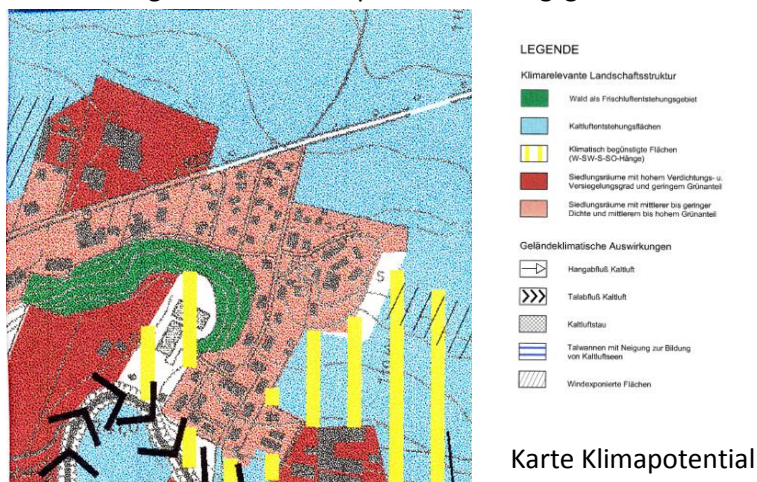 LEGENDE
Klimarelevante Landschaftsstruktur
Wald als Frischluftentstehungsgebiet
Kaltluftentstehungsflächen
Klimatisch begünstigte Flächen
(W-SW-S-SO-Hänge)
Siedlungsräume mit hohem Verdichtungs- u.
Versiegelungsgrad und geringem Grünanteil
Siedlungsräume mit mittlerer bis geringer
Dichte und mittlerem bis hohem Grünanteil
Geländeklimatische Auswirkungen
Hangabfluß Kaltluft
Talabfluß Kaltluft
Kaltluftstau
Talwannen mit Neigung zur Bildung
von Kaltluftseen
Windexponierte Flächen
Karte Klimapotential
5